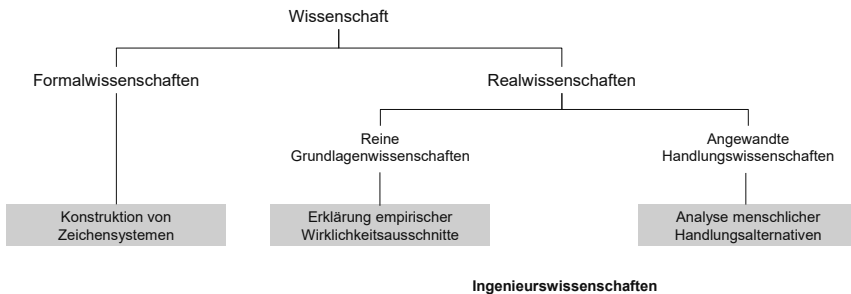 Wissenschaft
Formalwissenschaften
Realwissenschaften
Reine
Grundlagenwissenschaften
Angewandte
Handlungswissenschaften
Konstruktion von
Zeichensystemen
Erklärung empirischer
Wirklichkeitsausschnitte
Analyse menschlicher
Handlungsalternativen
Ingenieurswissenschaften